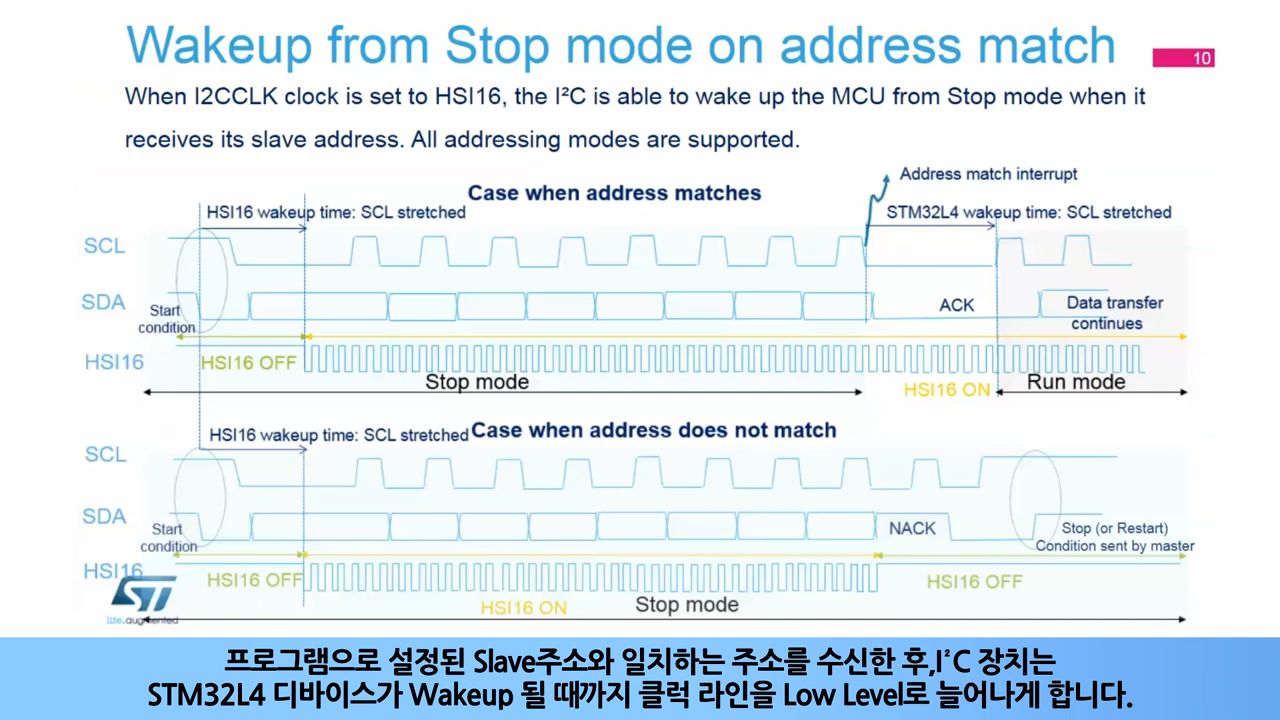 Wakeup from Stop mode on address match
10
When I2CCLK clock is set to HSI16, the I²C is able to wake up the MCU from Stop mode when it
receives its slave address. All addressing modes are supported.
Address match interrupt
Case when address matches
HSI16 wakeup time: SCL stretched
STM32L4 wakeup time: SCL stretched
SCL
SDA
Start
condition
ACK
Data transfer
continues
HSI16
HSI16 OFF
Stop mode
HSI16 ON
Run mode
HSI16 wakeup time: SCL stretched
Case when address does not match
SCL
SDA
Start
condition
NACK
Stop (or Restart)
Condition sent by master
HSI16
HSI16 OFF
HSI16 ON
Stop mode
HSI16 OFF
ST
life.augmented
프로그램으로 설정된 Slave주소와 일치하는 주소를 수신한 후,I²C 장치는
STM32L4 디바이스가 Wakeup 될 때까지 클럭 라인을 Low Level로 늘어나게 합니다.